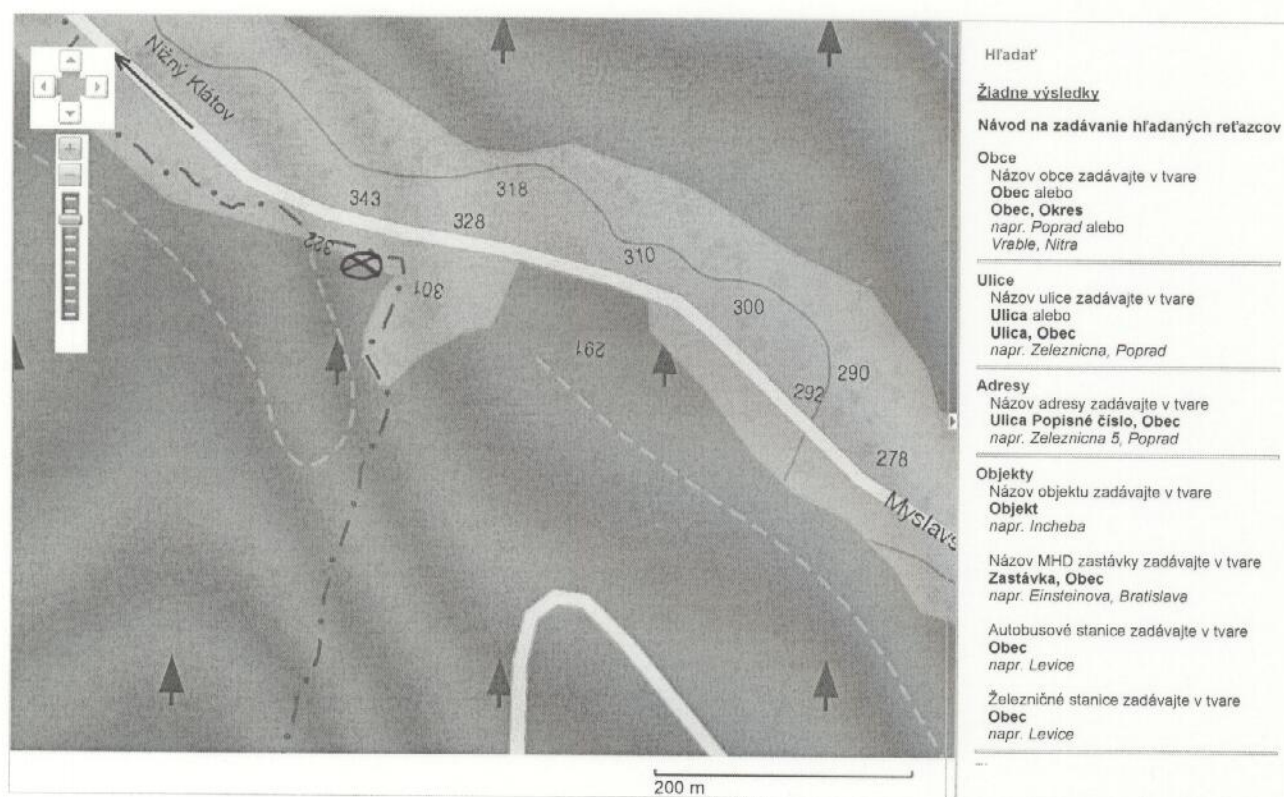 Nižný Klátov
343
318
328
322
310
301
300
291
290
292
278
200 m
Hľadať
Žiadne výsledky
Návod na zadávanie hľadaných reťazcov
Obce
Názov obce zadávajte v tvare
Obec alebo
Obec, Okres
napr. Poprad alebo
Vrable, Nitra
Ulice
Názov ulice zadávajte v tvare
Ulica alebo
Ulica, Obec
napr. Zeleznicna, Poprad
Adresy
Názov adresy zadávajte v tvare
Ulica Popisné číslo, Obec
napr. Zeleznicna 5, Poprad
Objekty
Názov objektu zadávajte v tvare
Objekt
napr. Incheba
Názov MHD zastávky zadávajte v tvare
Zastávka, Obec
napr. Einsteinova, Bratislava
Autobusové stanice zadávajte v tvare
Obec
napr. Levice
Železničné stanice zadávajte v tvare
Obec
napr. Levice